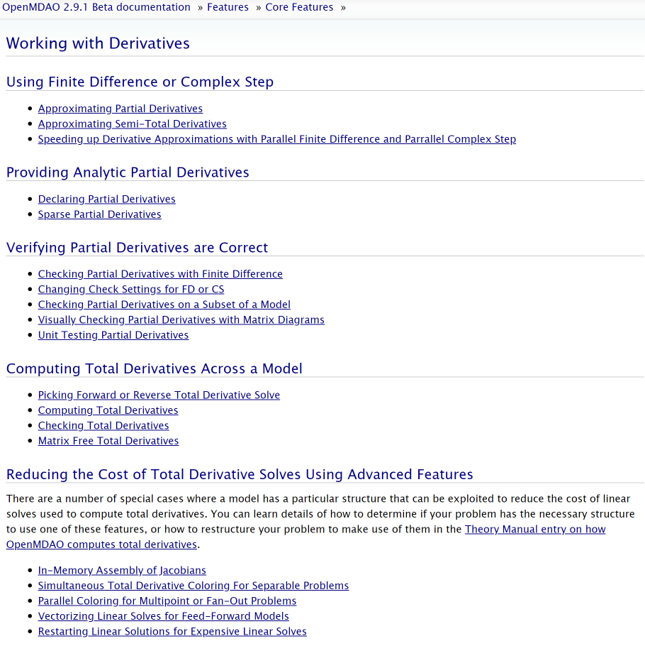 OpenMDAO 2.9.1 Beta documentation » Features » Core Features »
Working with Derivatives
Using Finite Difference or Complex Step
• Approximating Partial Derivatives
• Approximating Semi-Total Derivatives
• Speeding up Derivative Approximations with Parallel Finite Difference and Parrallel Complex Step
Providing Analytic Partial Derivatives
• Declaring Partial Derivatives
• Sparse Partial Derivatives
Verifying Partial Derivatives are Correct
• Checking Partial Derivatives with Finite Difference
• Changing Check Settings for FD or CS
• Checking Partial Derivatives on a Subset of a Model
• Visually Checking Partial Derivatives with Matrix Diagrams
• Unit Testing Partial Derivatives
Computing Total Derivatives Across a Model
• Picking Forward or Reverse Total Derivative Solve
• Computing Total Derivatives
• Checking Total Derivatives
• Matrix Free Total Derivatives
Reducing the Cost of Total Derivative Solves Using Advanced Features
There are a number of special cases where a model has a particular structure that can be exploited to reduce the cost of linear
solves used to compute total derivatives. You can learn details of how to determine if your problem has the necessary structure
to use one of these features, or how to restructure your problem to make use of them in the Theory Manual entry on how
OpenMDAO computes total derivatives.
• In-Memory Assembly of Jacobians
• Simultaneous Total Derivative Coloring For Separable Problems
• Parallel Coloring for Multipoint or Fan-Out Problems
• Vectorizing Linear Solves for Feed-Forward Models
• Restarting Linear Solutions for Expensive Linear Solves